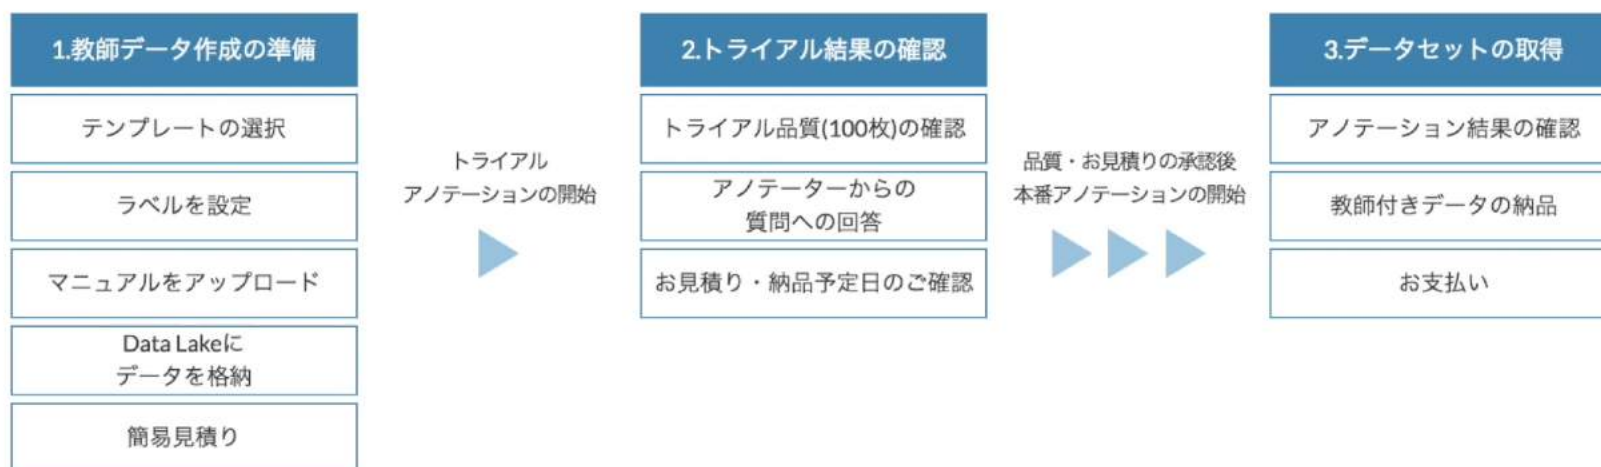 1.教師データ作成の準備
テンプレートの選択
ラベルを設定
マニュアルをアップロード
Data Lakeに
データを格納
簡易見積り
トライアル
アノテーションの開始
2.トライアル結果の確認
トライアル品質(100枚)の確認
アノテーターからの
質問への回答
お見積り・納品予定日のご確認
品質・お見積りの承認後
本番アノテーションの開始
3.データセットの取得
アノテーション結果の確認
教師付きデータの納品
お支払い